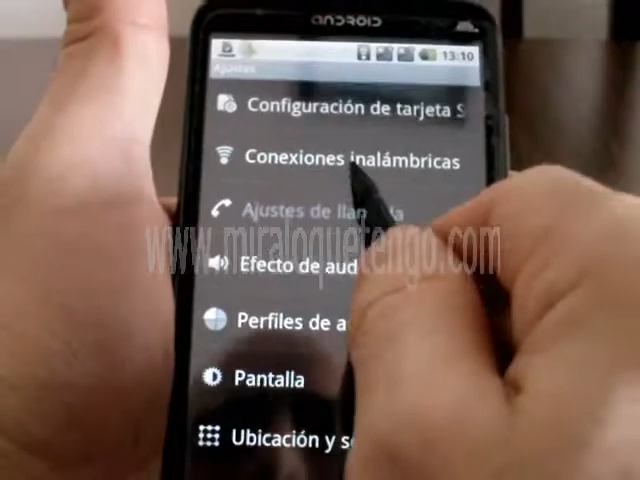 ANDROID
13:10
Ajustes
Configuración de tarjeta S
Conexiones inalámbricas
Ajustes de llam
www.miraloquetengo.com
Efecto de aud
Perfiles de a
Pantalla
Ubicación y se